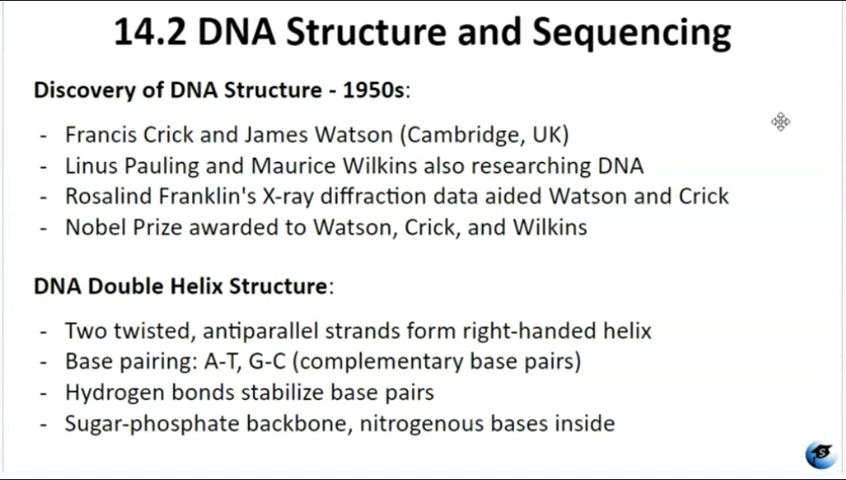 14.2 DNA Structure and Sequencing
Discovery of DNA Structure - 1950s:
- Francis Crick and James Watson (Cambridge, UK)
- Linus Pauling and Maurice Wilkins also researching DNA
- Rosalind Franklin's X-ray diffraction data aided Watson and Crick
- Nobel Prize awarded to Watson, Crick, and Wilkins
DNA Double Helix Structure:
- Two twisted, antiparallel strands form right-handed helix
- Base pairing: A-T, G-C (complementary base pairs)
- Hydrogen bonds stabilize base pairs
- Sugar-phosphate backbone, nitrogenous bases inside
S